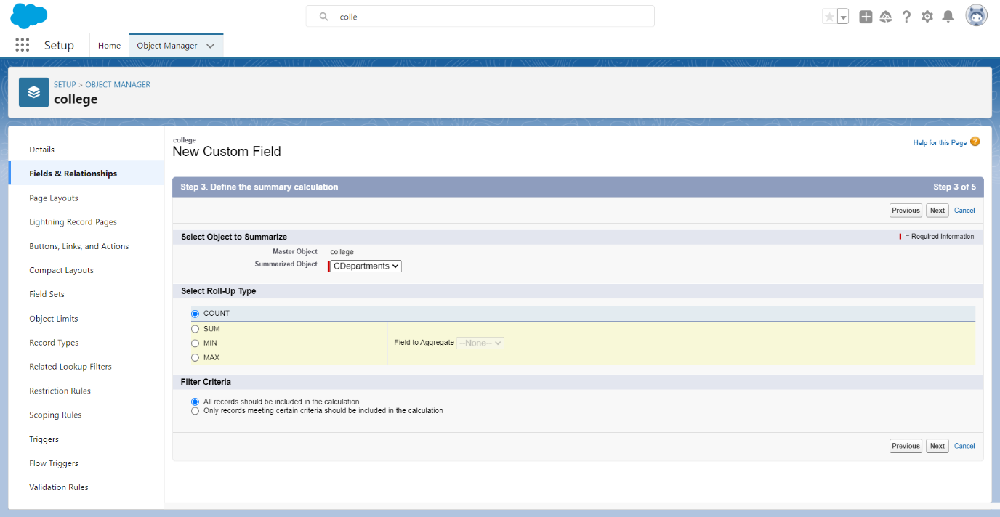 colle
Setup
Home
Object Manager
SETUP > OBJECT MANAGER
college
Details
Fields & Relationships
Page Layouts
Lightning Record Pages
Buttons, Links, and Actions
Compact Layouts
Field Sets
Object Limits
Record Types
Related Lookup Filters
Restriction Rules
Scoping Rules
Triggers
Flow Triggers
Validation Rules
college
New Custom Field
Help for this Page ?
Step 3. Define the summary calculation Step 3 of 5
Previous Next Cancel
Select Object to Summarize = Required Information
Master Object college
Summarized Object CDepartments
Select Roll-Up Type
COUNT
SUM
MIN Field to Aggregate --None--
MAX
Filter Criteria
All records should be included in the calculation
Only records meeting certain criteria should be included in the calculation
Previous Next Cancel